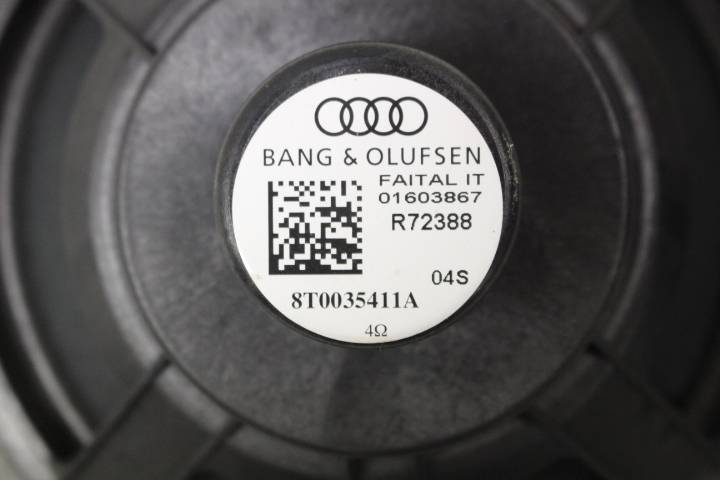 BANG & OLUFSEN
FAITAL IT
01603867
R72388
04S
8T0035411A
4Ω